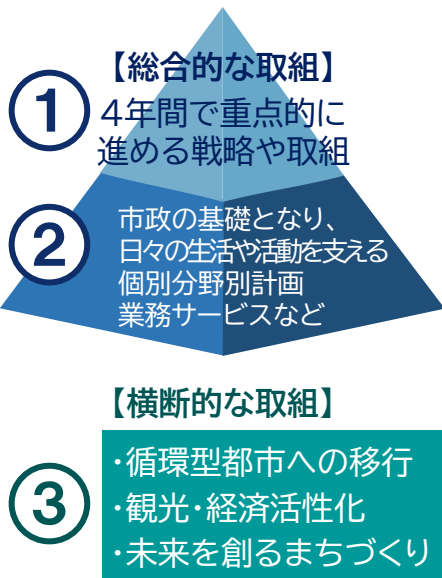 【総合的な取組】
① 4年間で重点的に
進める戦略や取組
② 市政の基礎となり、
日々の生活や活動を支える
個別分野別計画
業務サービスなど
【横断的な取組】
③ ・循環型都市への移行
・観光・経済活性化
・未来を創るまちづくり